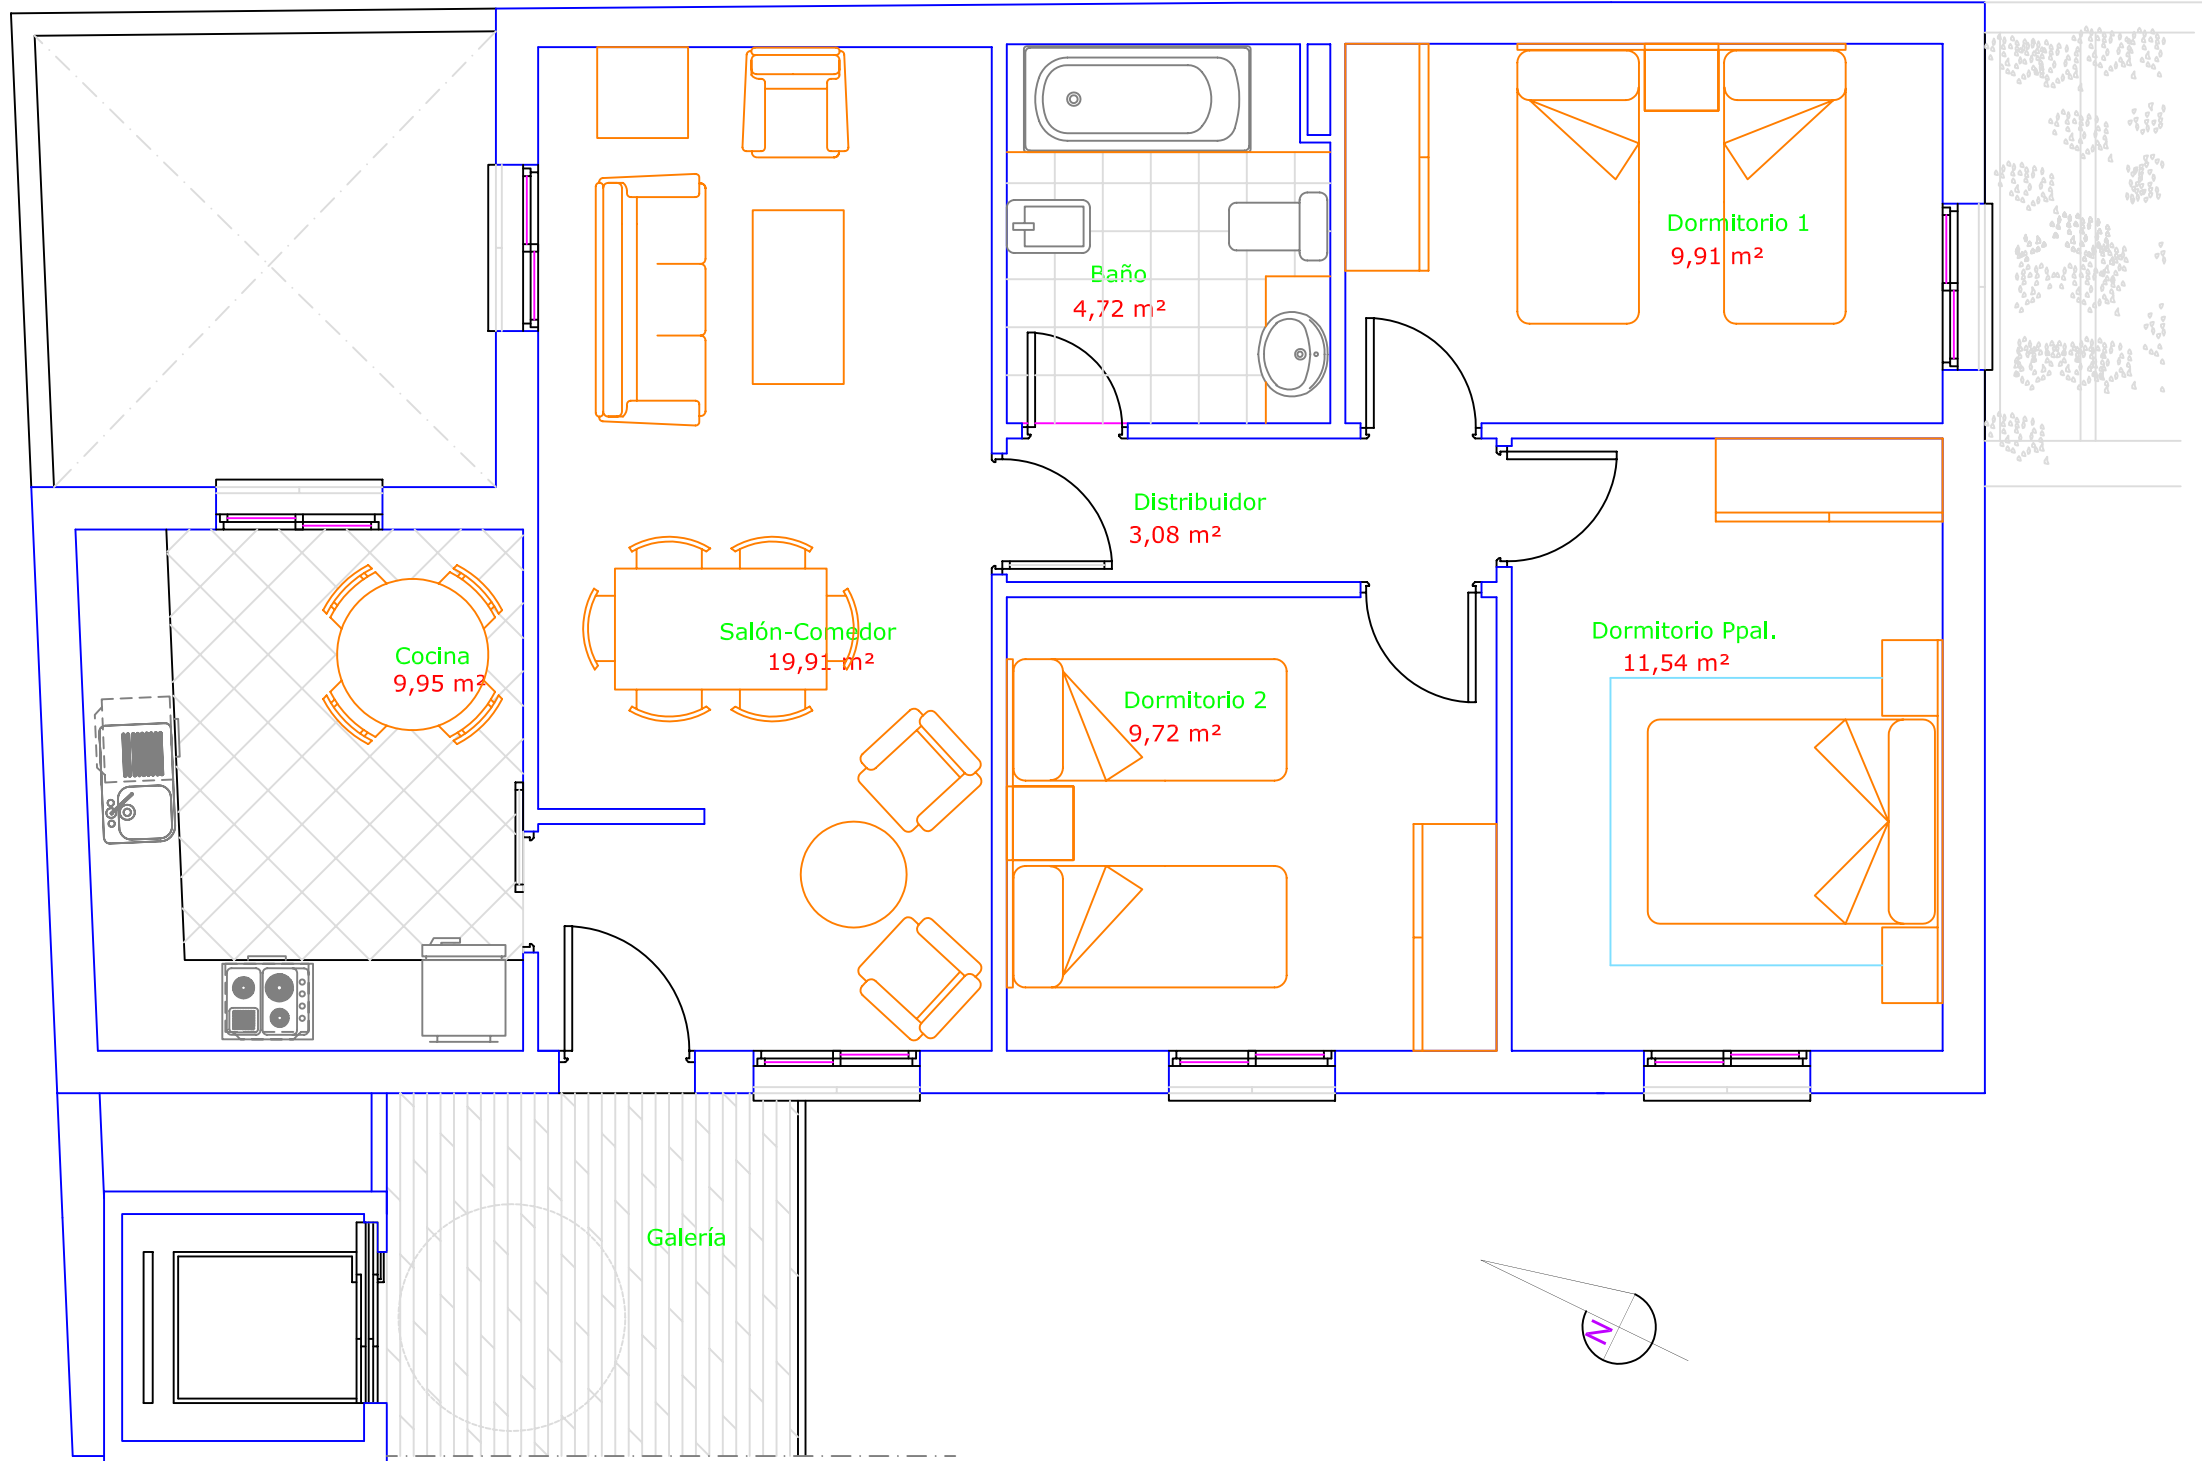 Dormitorio 1
9,91 m²
Baño
4,72 m²
Distribuidor
3,08 m²
Salón-Comedor
19,91 m²
Cocina
9,95 m²
Dormitorio 2
9,72 m²
Dormitorio Ppal.
11,54 m²
Galería
N